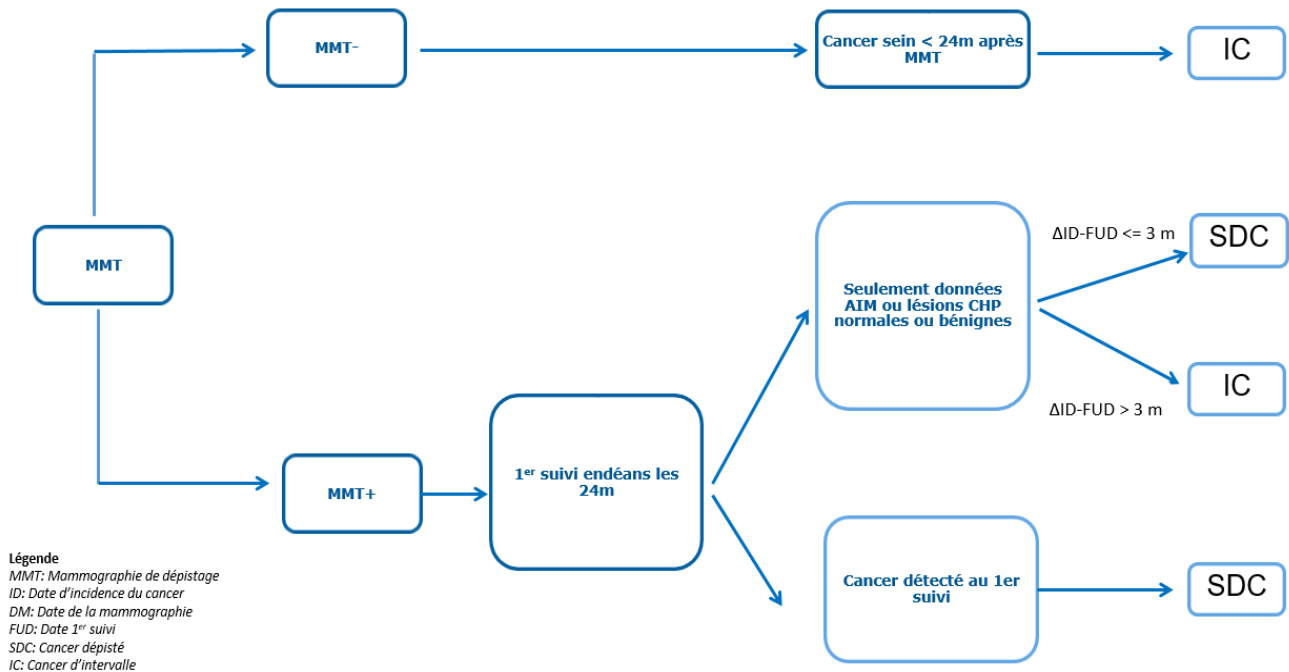 MMT-
Cancer sein < 24m après
MMT
IC
MMT
Seulement données
AIM ou lésions CHP
normales ou bénignes
ΔID-FUD <= 3 m
SDC
IC
ΔID-FUD > 3 m
MMT+
1er suivi endéans les
24m
Cancer détecté au 1er
suivi
SDC
Légende
MMT: Mammographie de dépistage
ID: Date d'incidence du cancer
DM: Date de la mammographie
FUD: Date 1er suivi
SDC: Cancer dépisté
IC: Cancer d'intervalle